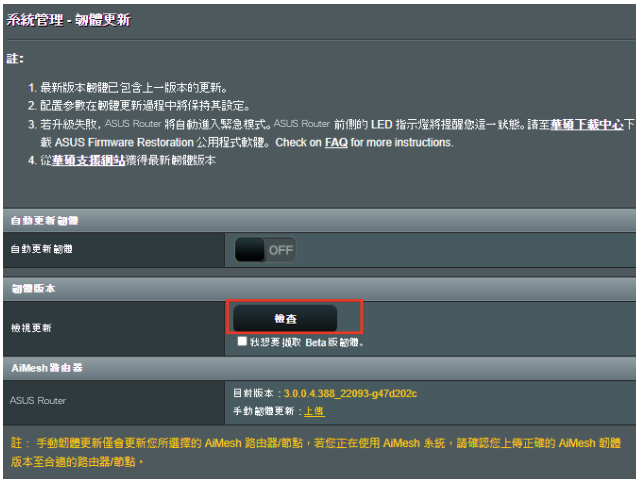 系統管理 - 韌體更新
註:
1. 最新版本韌體已包含上一版本的更新。
2. 配置參數在韌體更新過程中將保持其設定。
3. 若升級失敗, ASUS Router 將自動進入緊急模式。ASUS Router 前側的 LED 指示燈將提醒您這一狀態。請至華碩下載中心下
載 ASUS Firmware Restoration 公用程式軟體。 Check on FAQ for more instructions.
4. 從華碩支援網站獲得最新韌體版本
自動更新韌體
自動更新韌體 OFF
韌體版本
檢視更新 檢查
我想要擷取 Beta 版韌體。
AiMesh 路由器
ASUS Router 目前版本 : 3.0.0.4.388_22093-g47d202c
手動韌體更新 : 上傳
註： 手動韌體更新僅會更新您所選擇的 AiMesh 路由器/節點，若您正在使用 AiMesh 系統，請確認您上傳正確的 AiMesh 韌體
版本至合適的路由器/節點。